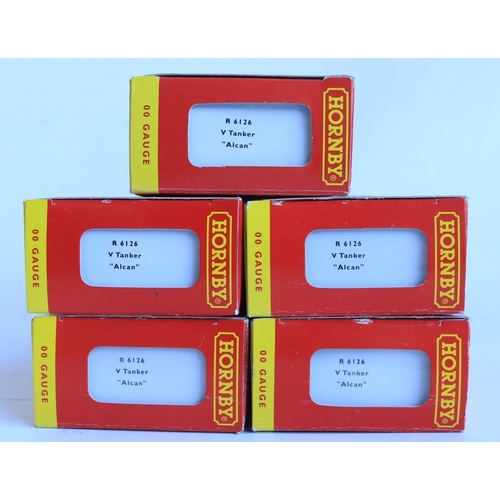 00 GAUGE
R 6126
V Tanker
"Alcan"
HORNBY®
00 GAUGE
R 6126
V Tanker
"Alcan"
HORNBY®
00 GAUGE
R 6126
V Tanker
"Alcan"
HORNBY®
00 GAUGE
R 6126
V Tanker
"Alcan"
HORNBY®
00 GAUGE
R 6126
V Tanker
"Alcan"
HORNBY®